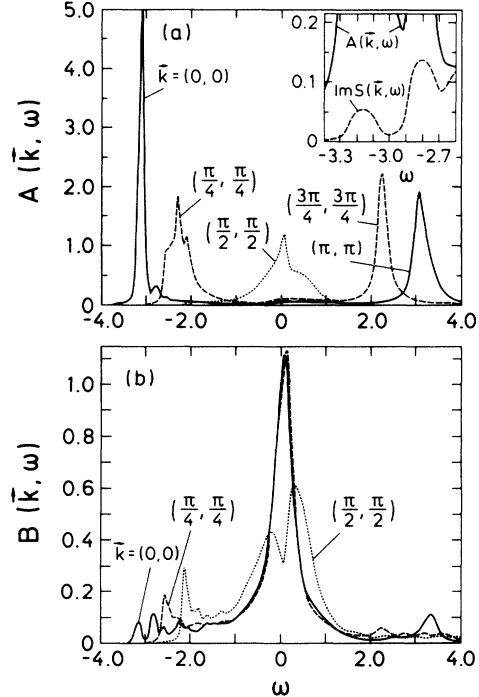 5.0
4.0
3.0
2.0
1.0
0
A (k⃗, ω)
(a)
k⃗ = (0, 0)
(π/4, π/4)
(π/2, π/2)
(3π/4, 3π/4)
(π, π)
0.2
0.1
0
A(k⃗,ω)
Im S(k⃗,ω)
-3.3 -3.0 -2.7
ω
-4.0 -2.0 0 2.0 4.0
1.0
0.8
0.6
0.4
0.2
0
B (k⃗, ω)
(b)
(π/4, π/4)
k⃗ = (0,0)
(π/2, π/2)
-4.0 -2.0 0 2.0 4.0
ω